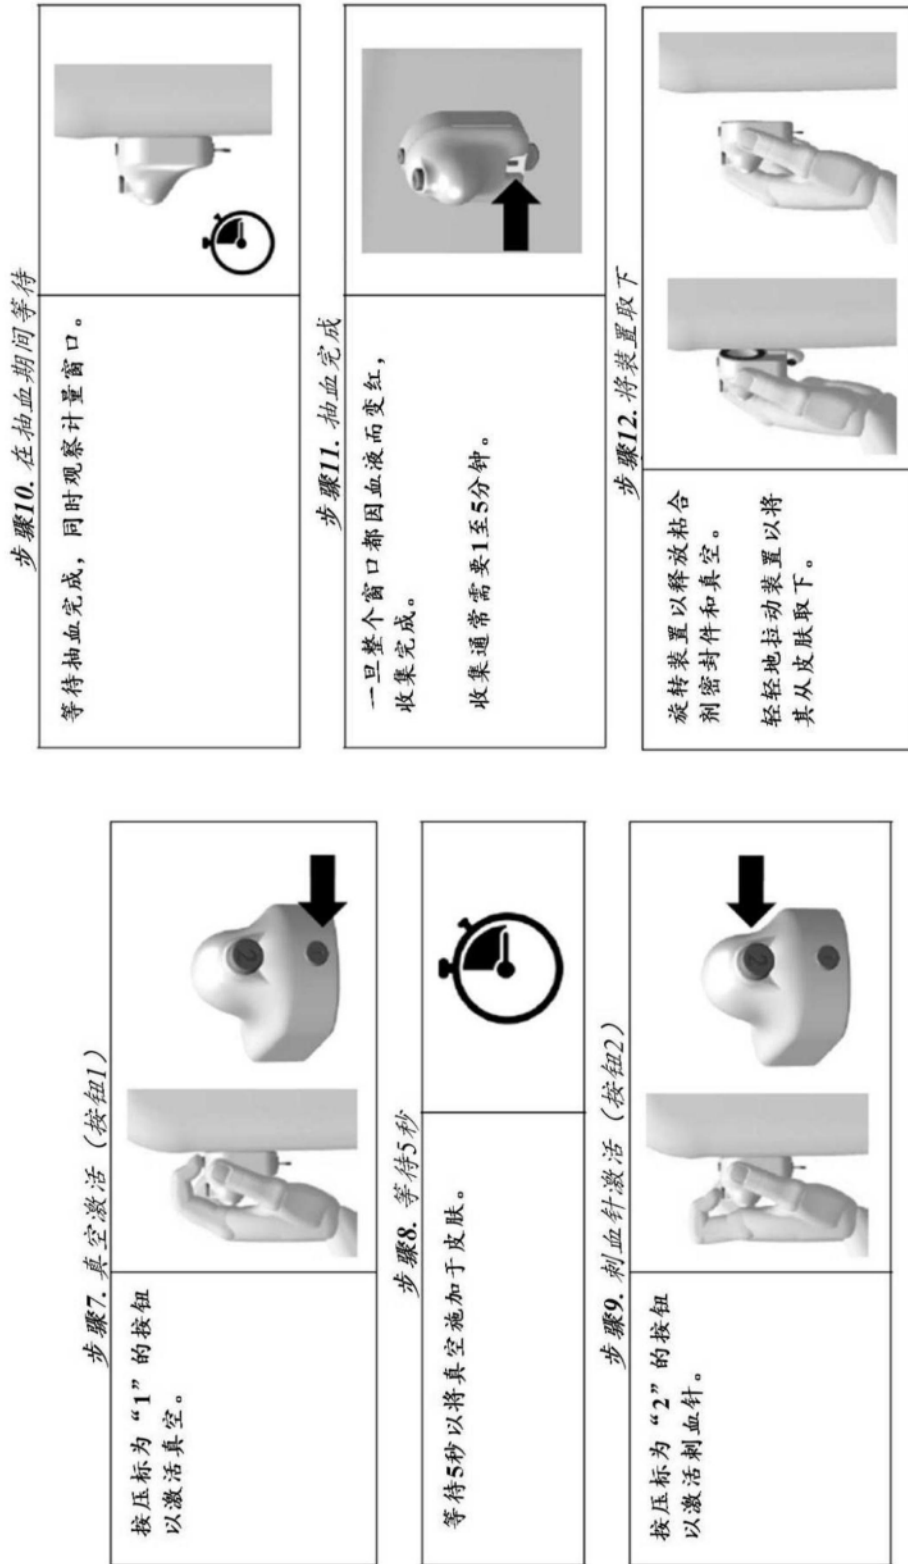 步骤7. 真空激活（按钮1）
按压标为“1”的按钮
以激活真空。
步骤8. 等待5秒
等待5秒以将真空施加于皮肤。
步骤9. 刺血针激活（按钮2）
按压标为“2”的按钮
以激活刺血针。
步骤10. 在抽血期间等待
等待抽血完成，同时观察计量窗口。
步骤11. 抽血完成
一旦整个窗口都因血液而变红，
收集完成。
收集通常需要1至5分钟。
步骤12. 将装置取下
旋转装置以释放粘合
剂密封件和真空。
轻轻地拉动装置以将
其从皮肤取下。
2
2